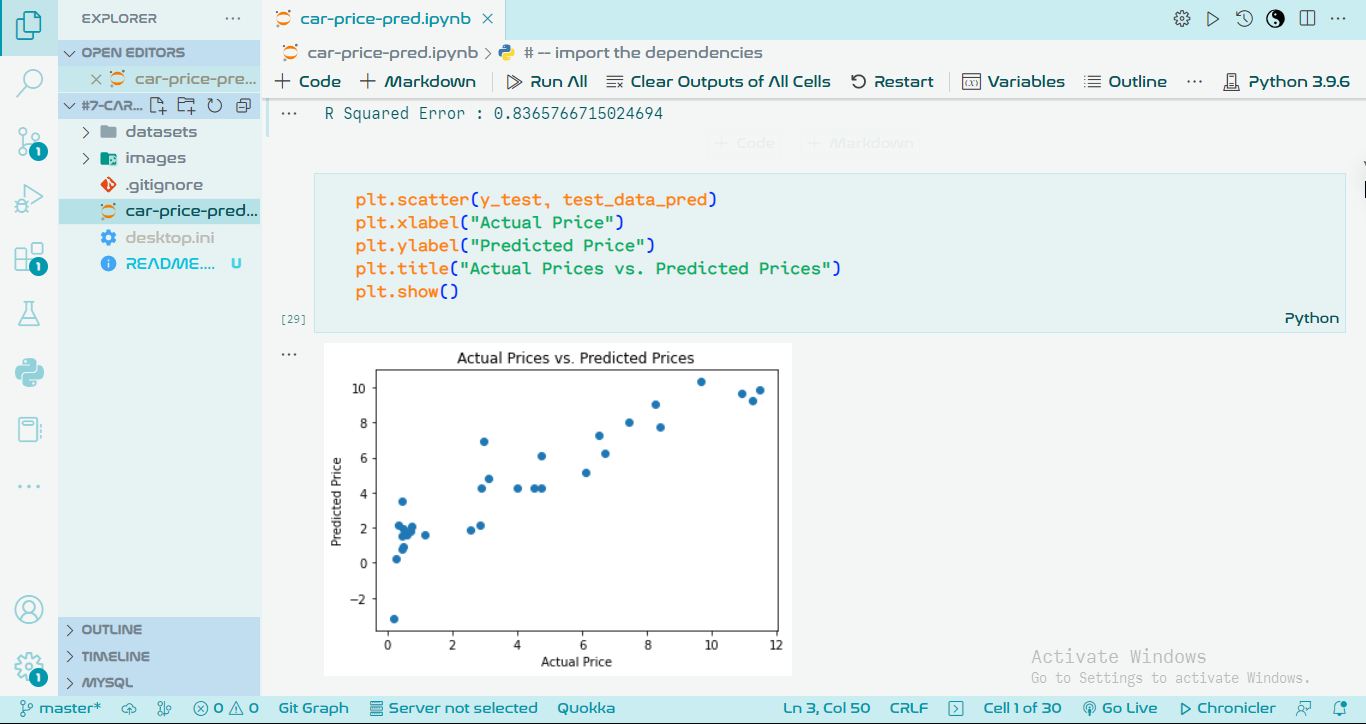 EXPLORER ···
car-price-pred.ipynb
OPEN EDITORS
car-price-pred.ipynb > # -- import the dependencies
car-price-pre...
+ Code + Markdown Run All Clear Outputs of All Cells Restart Variables Outline ··· Python 3.9.6
#7-CAR...
datasets
images
.gitignore
car-price-pred...
desktop.ini
README.... U
1
1
··· R Squared Error : 0.8365766715024694
+ Code + Markdown
plt.scatter(y_test, test_data_pred)
plt.xlabel("Actual Price")
plt.ylabel("Predicted Price")
plt.title("Actual Prices vs. Predicted Prices")
plt.show()
[29] Python
Actual Prices vs. Predicted Prices
10
8
6
4
2
0
−2
Predicted Price
0 2 4 6 8 10 12
Actual Price
OUTLINE
TIMELINE
MYSQL
1
Activate Windows
Go to Settings to activate Windows.
master* 0 0 Git Graph Server not selected Quokka Ln 3, Col 50 CRLF Cell 1 of 30 Go Live Chronicler